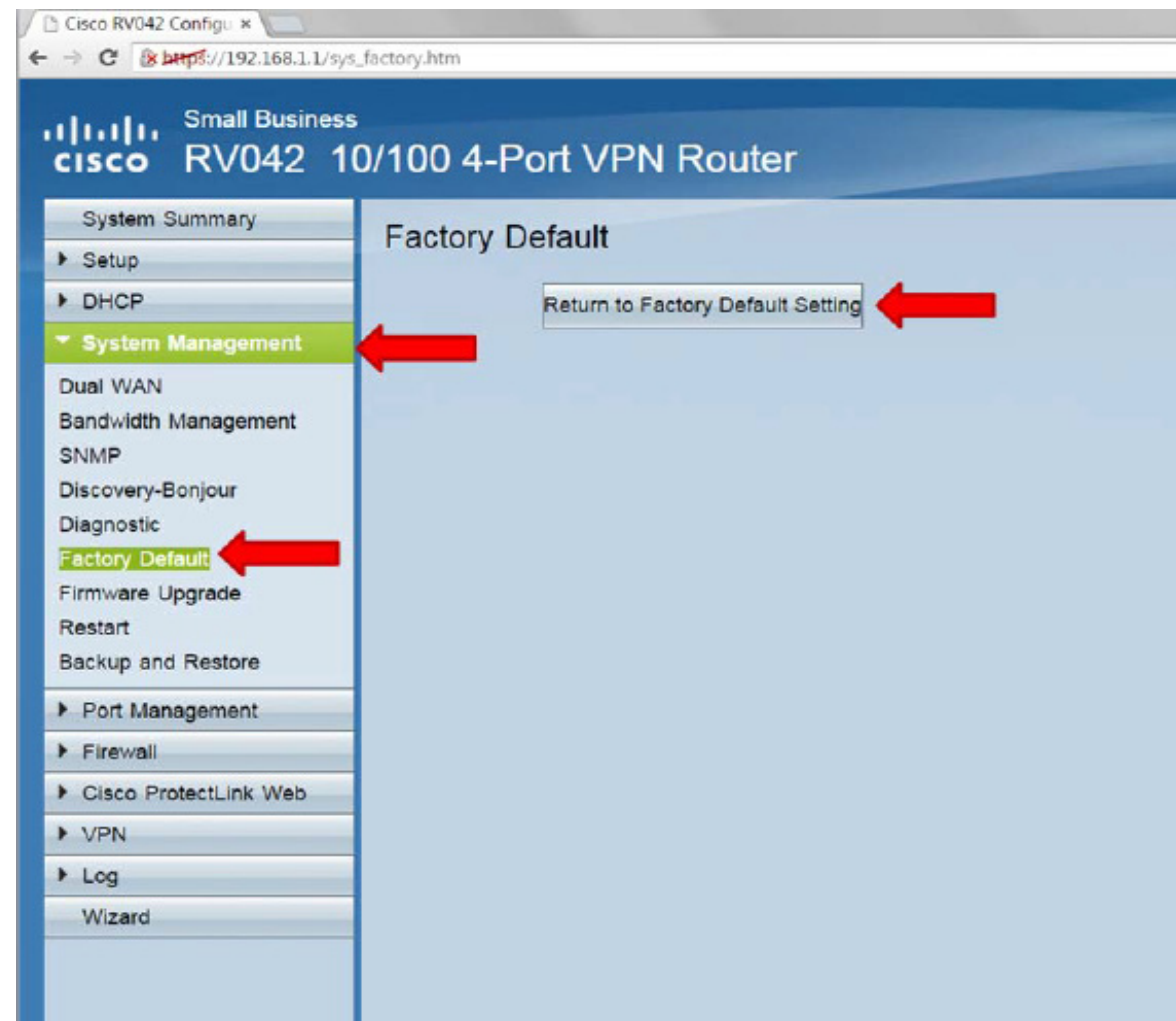 Cisco RV042 Configu ×
https://192.168.1.1/sys_factory.htm
Small Business
cisco RV042 10/100 4-Port VPN Router
System Summary
Setup
DHCP
System Management
Dual WAN
Bandwidth Management
SNMP
Discovery-Bonjour
Diagnostic
Factory Default
Firmware Upgrade
Restart
Backup and Restore
Port Management
Firewall
Cisco ProtectLink Web
VPN
Log
Wizard
Factory Default
Return to Factory Default Setting